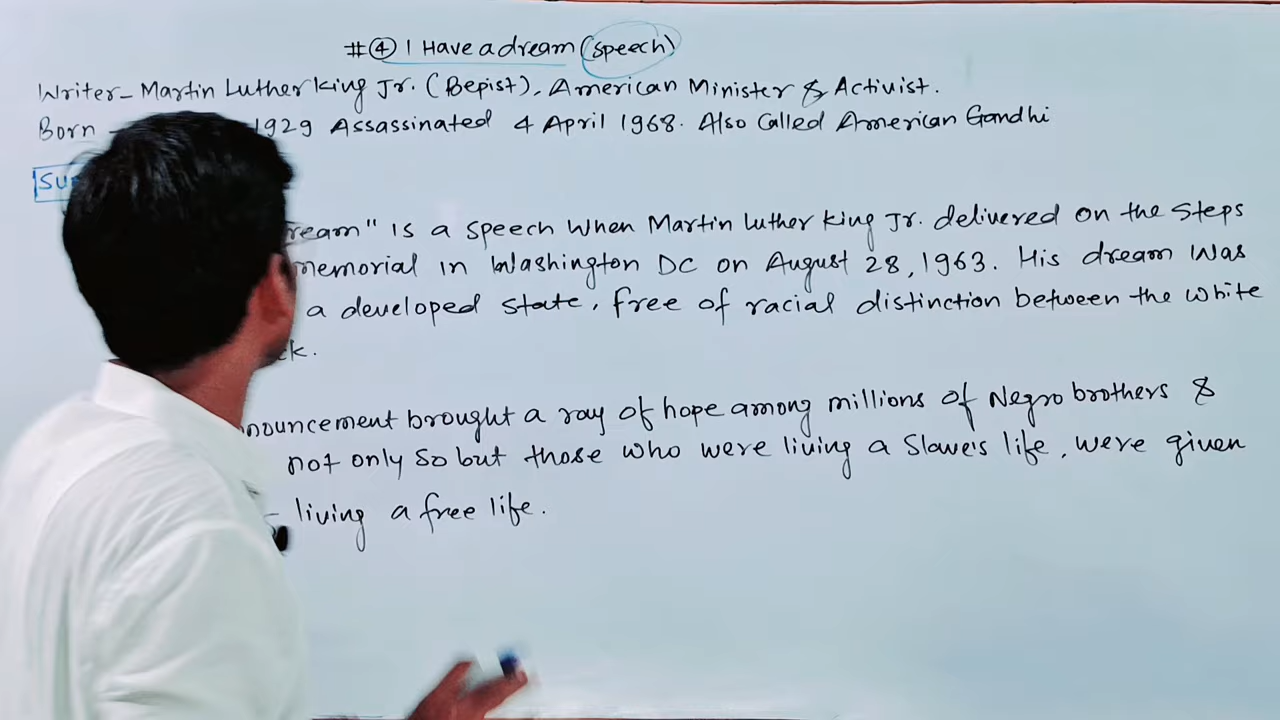 #④ I Have a dream (speech)
Writer- Martin Luther King Jr. (Bepist), American Minister & Activist.
Born - 1929 Assassinated 4 April 1968. Also Called American Gandhi
Su
ream" is a speech when Martin Luther King Jr. delivered on the steps
memorial in Washington DC on August 28, 1963. His dream was
a developed state, free of racial distinction between the white
ck.
nouncement brought a ray of hope among millions of Negro brothers &
not only so but those who were living a Slave's life, were given
living a free life.